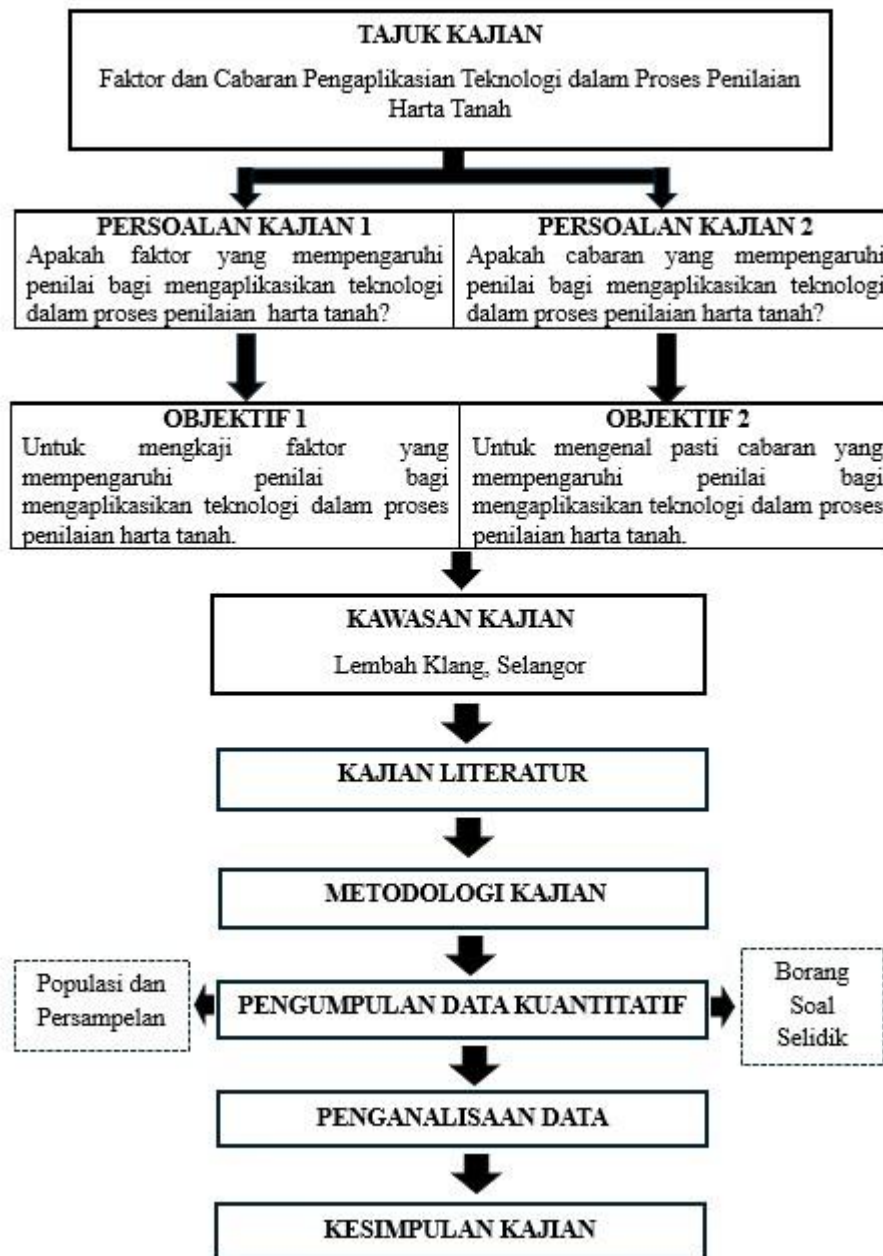 TAJUK KAJIAN
Faktor dan Cabaran Pengaplikasian Teknologi dalam Proses Penilaian
Harta Tanah
PERSOALAN KAJIAN 1
Apakah faktor yang mempengaruhi
penilai bagi mengaplikasikan teknologi
dalam proses penilaian harta tanah?
PERSOALAN KAJIAN 2
Apakah cabaran yang mempengaruhi
penilai bagi mengaplikasikan teknologi
dalam proses penilaian harta tanah?
OBJEKTIF 1
Untuk mengkaji faktor yang
mempengaruhi penilai bagi
mengaplikasikan teknologi dalam proses
penilaian harta tanah.
OBJEKTIF 2
Untuk mengenal pasti cabaran yang
mempengaruhi penilai bagi
mengaplikasikan teknologi dalam proses
penilaian harta tanah.
KAWASAN KAJIAN
Lembah Klang, Selangor
KAJIAN LITERATUR
METODOLOGI KAJIAN
Populasi dan
Persampelan
PENGUMPULAN DATA KUANTITATIF
Borang
Soal
Selidik
PENGANALISAAN DATA
KESIMPULAN KAJIAN